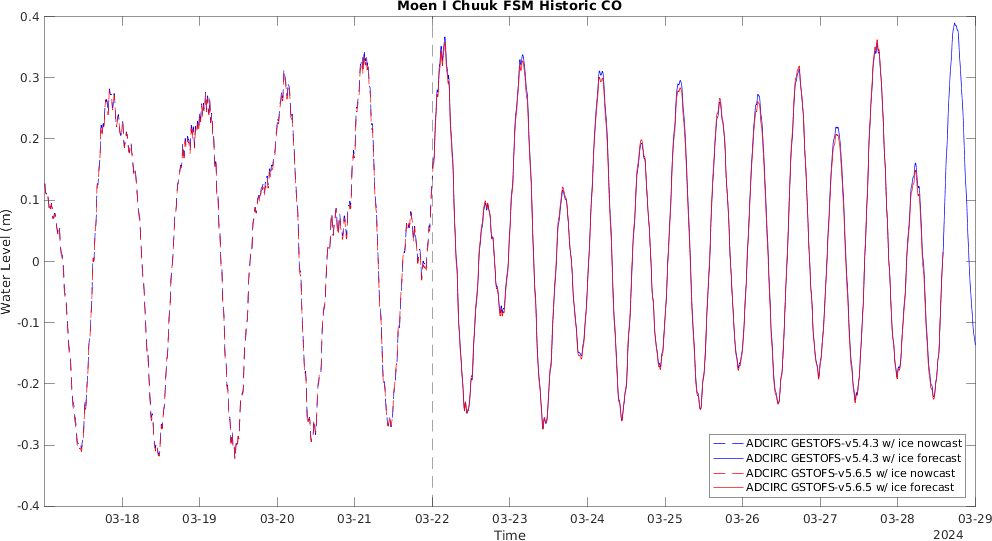 Moen I Chuuk FSM Historic CO
0.4
0.3
0.2
0.1
0
-0.1
-0.2
-0.3
-0.4
Water Level (m)
ADCIRC GESTOFS-v5.4.3 w/ ice nowcast
ADCIRC GESTOFS-v5.4.3 w/ ice forecast
ADCIRC GSTOFS-v5.6.5 w/ ice nowcast
ADCIRC GSTOFS-v5.6.5 w/ ice forecast
03-18 03-19 03-20 03-21 03-22 03-23 03-24 03-25 03-26 03-27 03-28 03-29
Time
2024